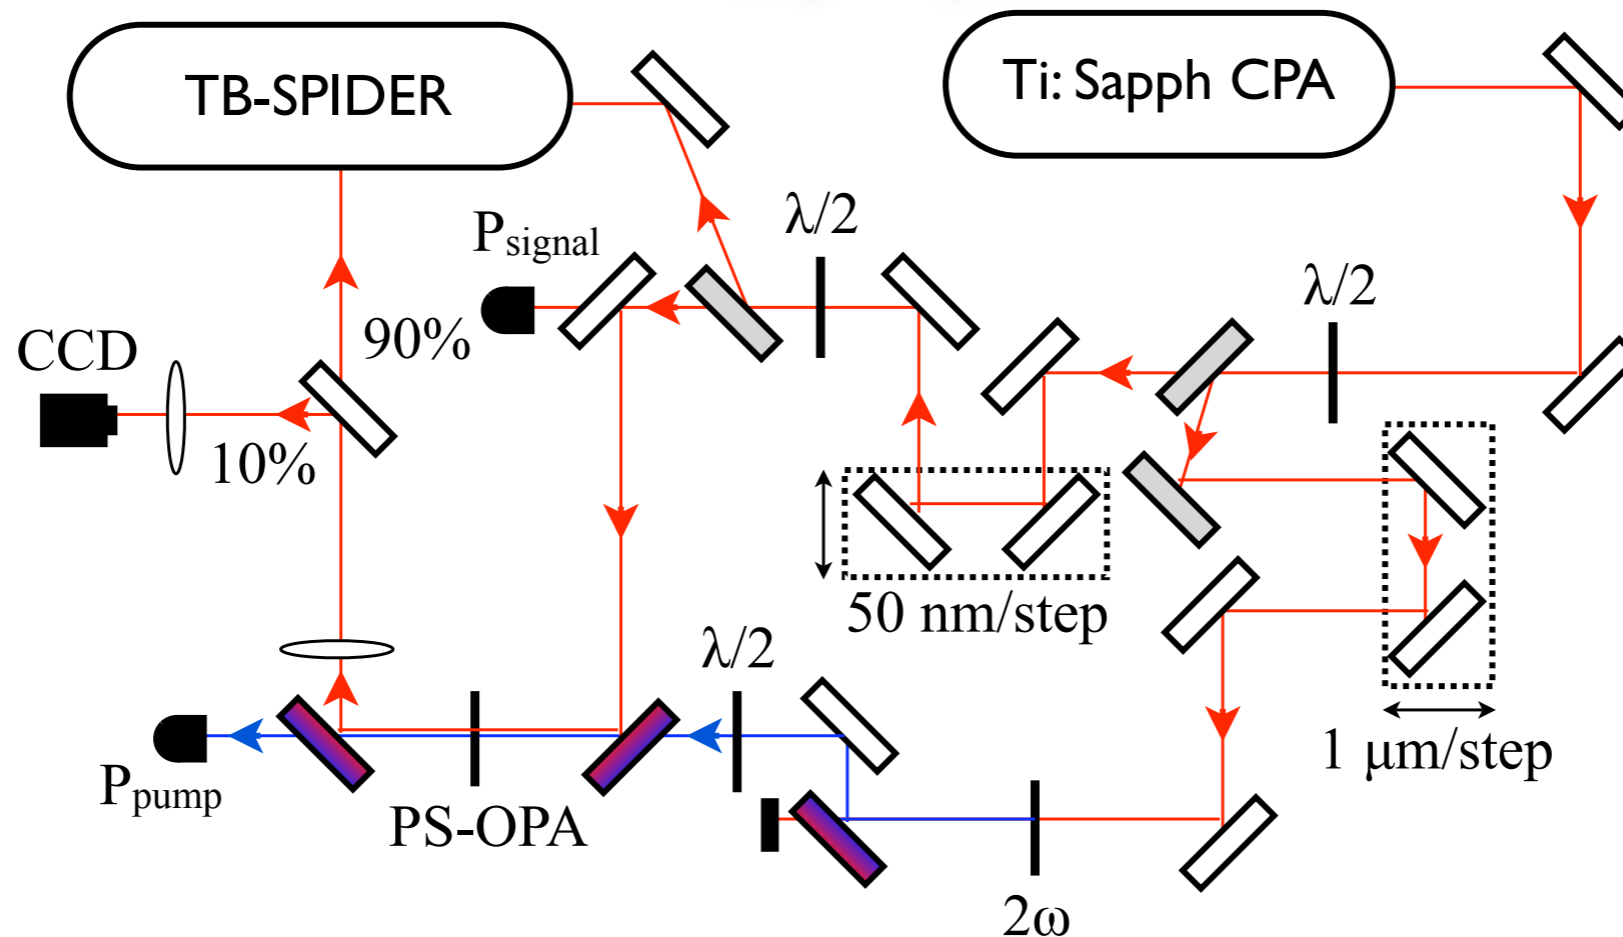 TB-SPIDER
Ti: Sapph CPA
λ/2
Psignal
λ/2
90%
CCD
10%
50 nm/step
λ/2
1 μm/step
Ppump
PS-OPA
2ω